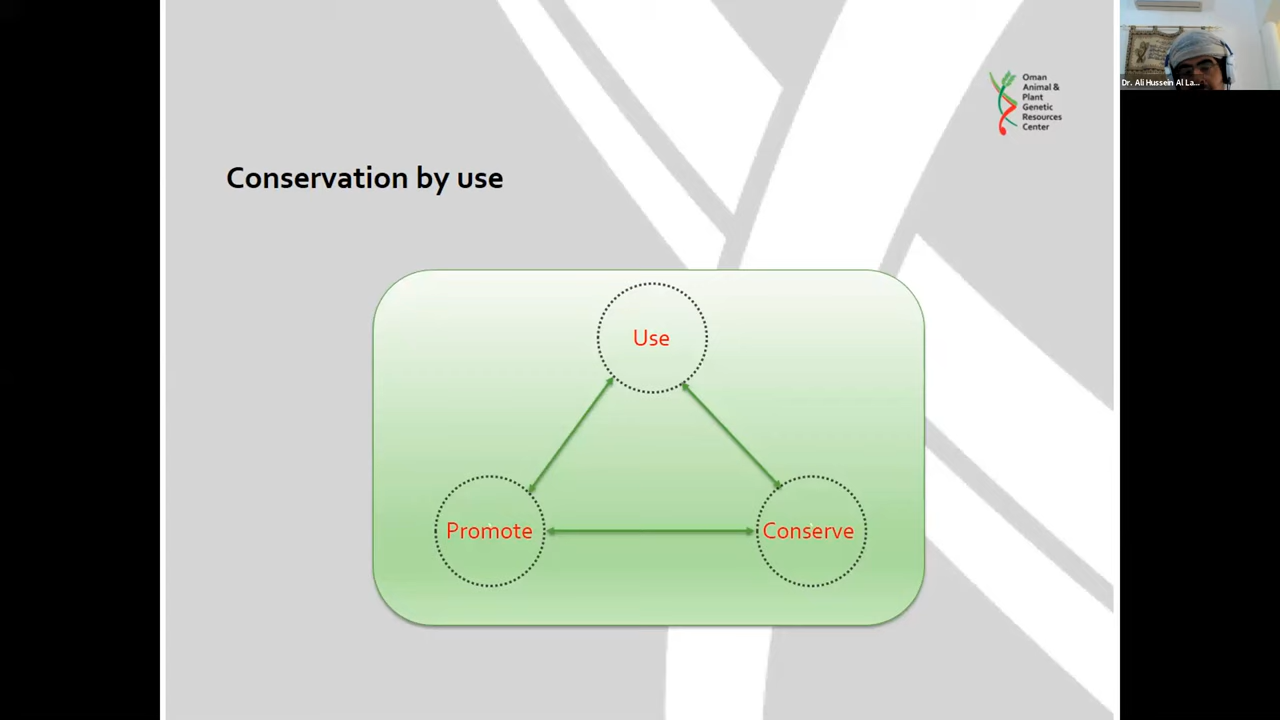 Oman
Animal &
Plant
Genetic
Resources
Center
Dr. Ali Hussein Al La...
Conservation by use
Use
Promote
Conserve